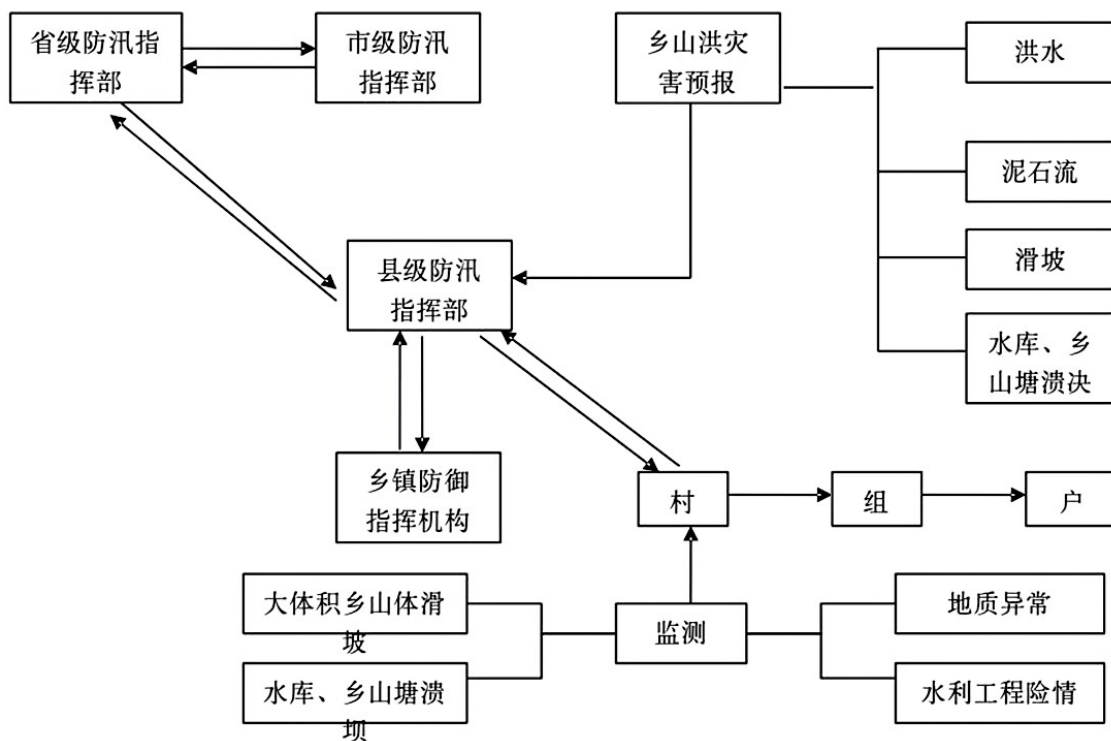 省级防汛指
挥部
市级防汛
指挥部
乡山洪灾
害预报
洪水
泥石流
滑坡
水库、乡
山塘溃决
县级防汛
指挥部
乡镇防御
指挥机构
村
组
户
大体积乡山体滑
坡
监测
地质异常
水库、乡山塘溃
坝
水利工程险情